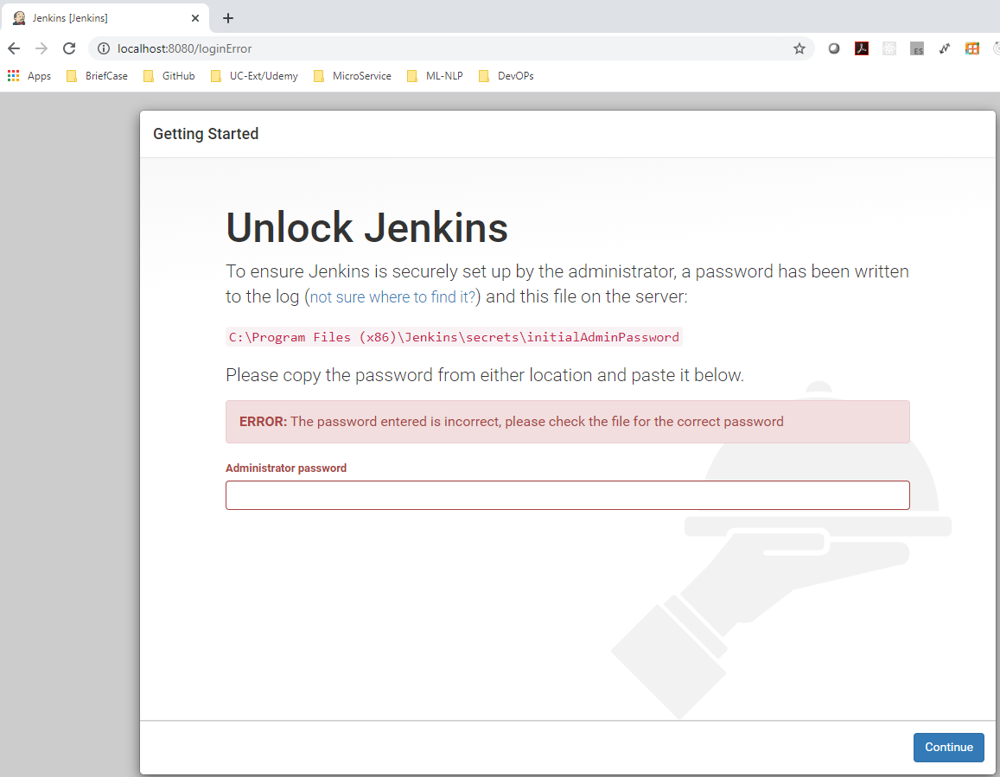 Jenkins [Jenkins]
localhost:8080/loginError
ES
Apps BriefCase GitHub UC-Ext/Udemy MicroService ML-NLP DevOPs
Getting Started
Unlock Jenkins
To ensure Jenkins is securely set up by the administrator, a password has been written
to the log (not sure where to find it?) and this file on the server:
C:\Program Files (x86)\Jenkins\secrets\initialAdminPassword
Please copy the password from either location and paste it below.
ERROR: The password entered is incorrect, please check the file for the correct password
Administrator password
Continue